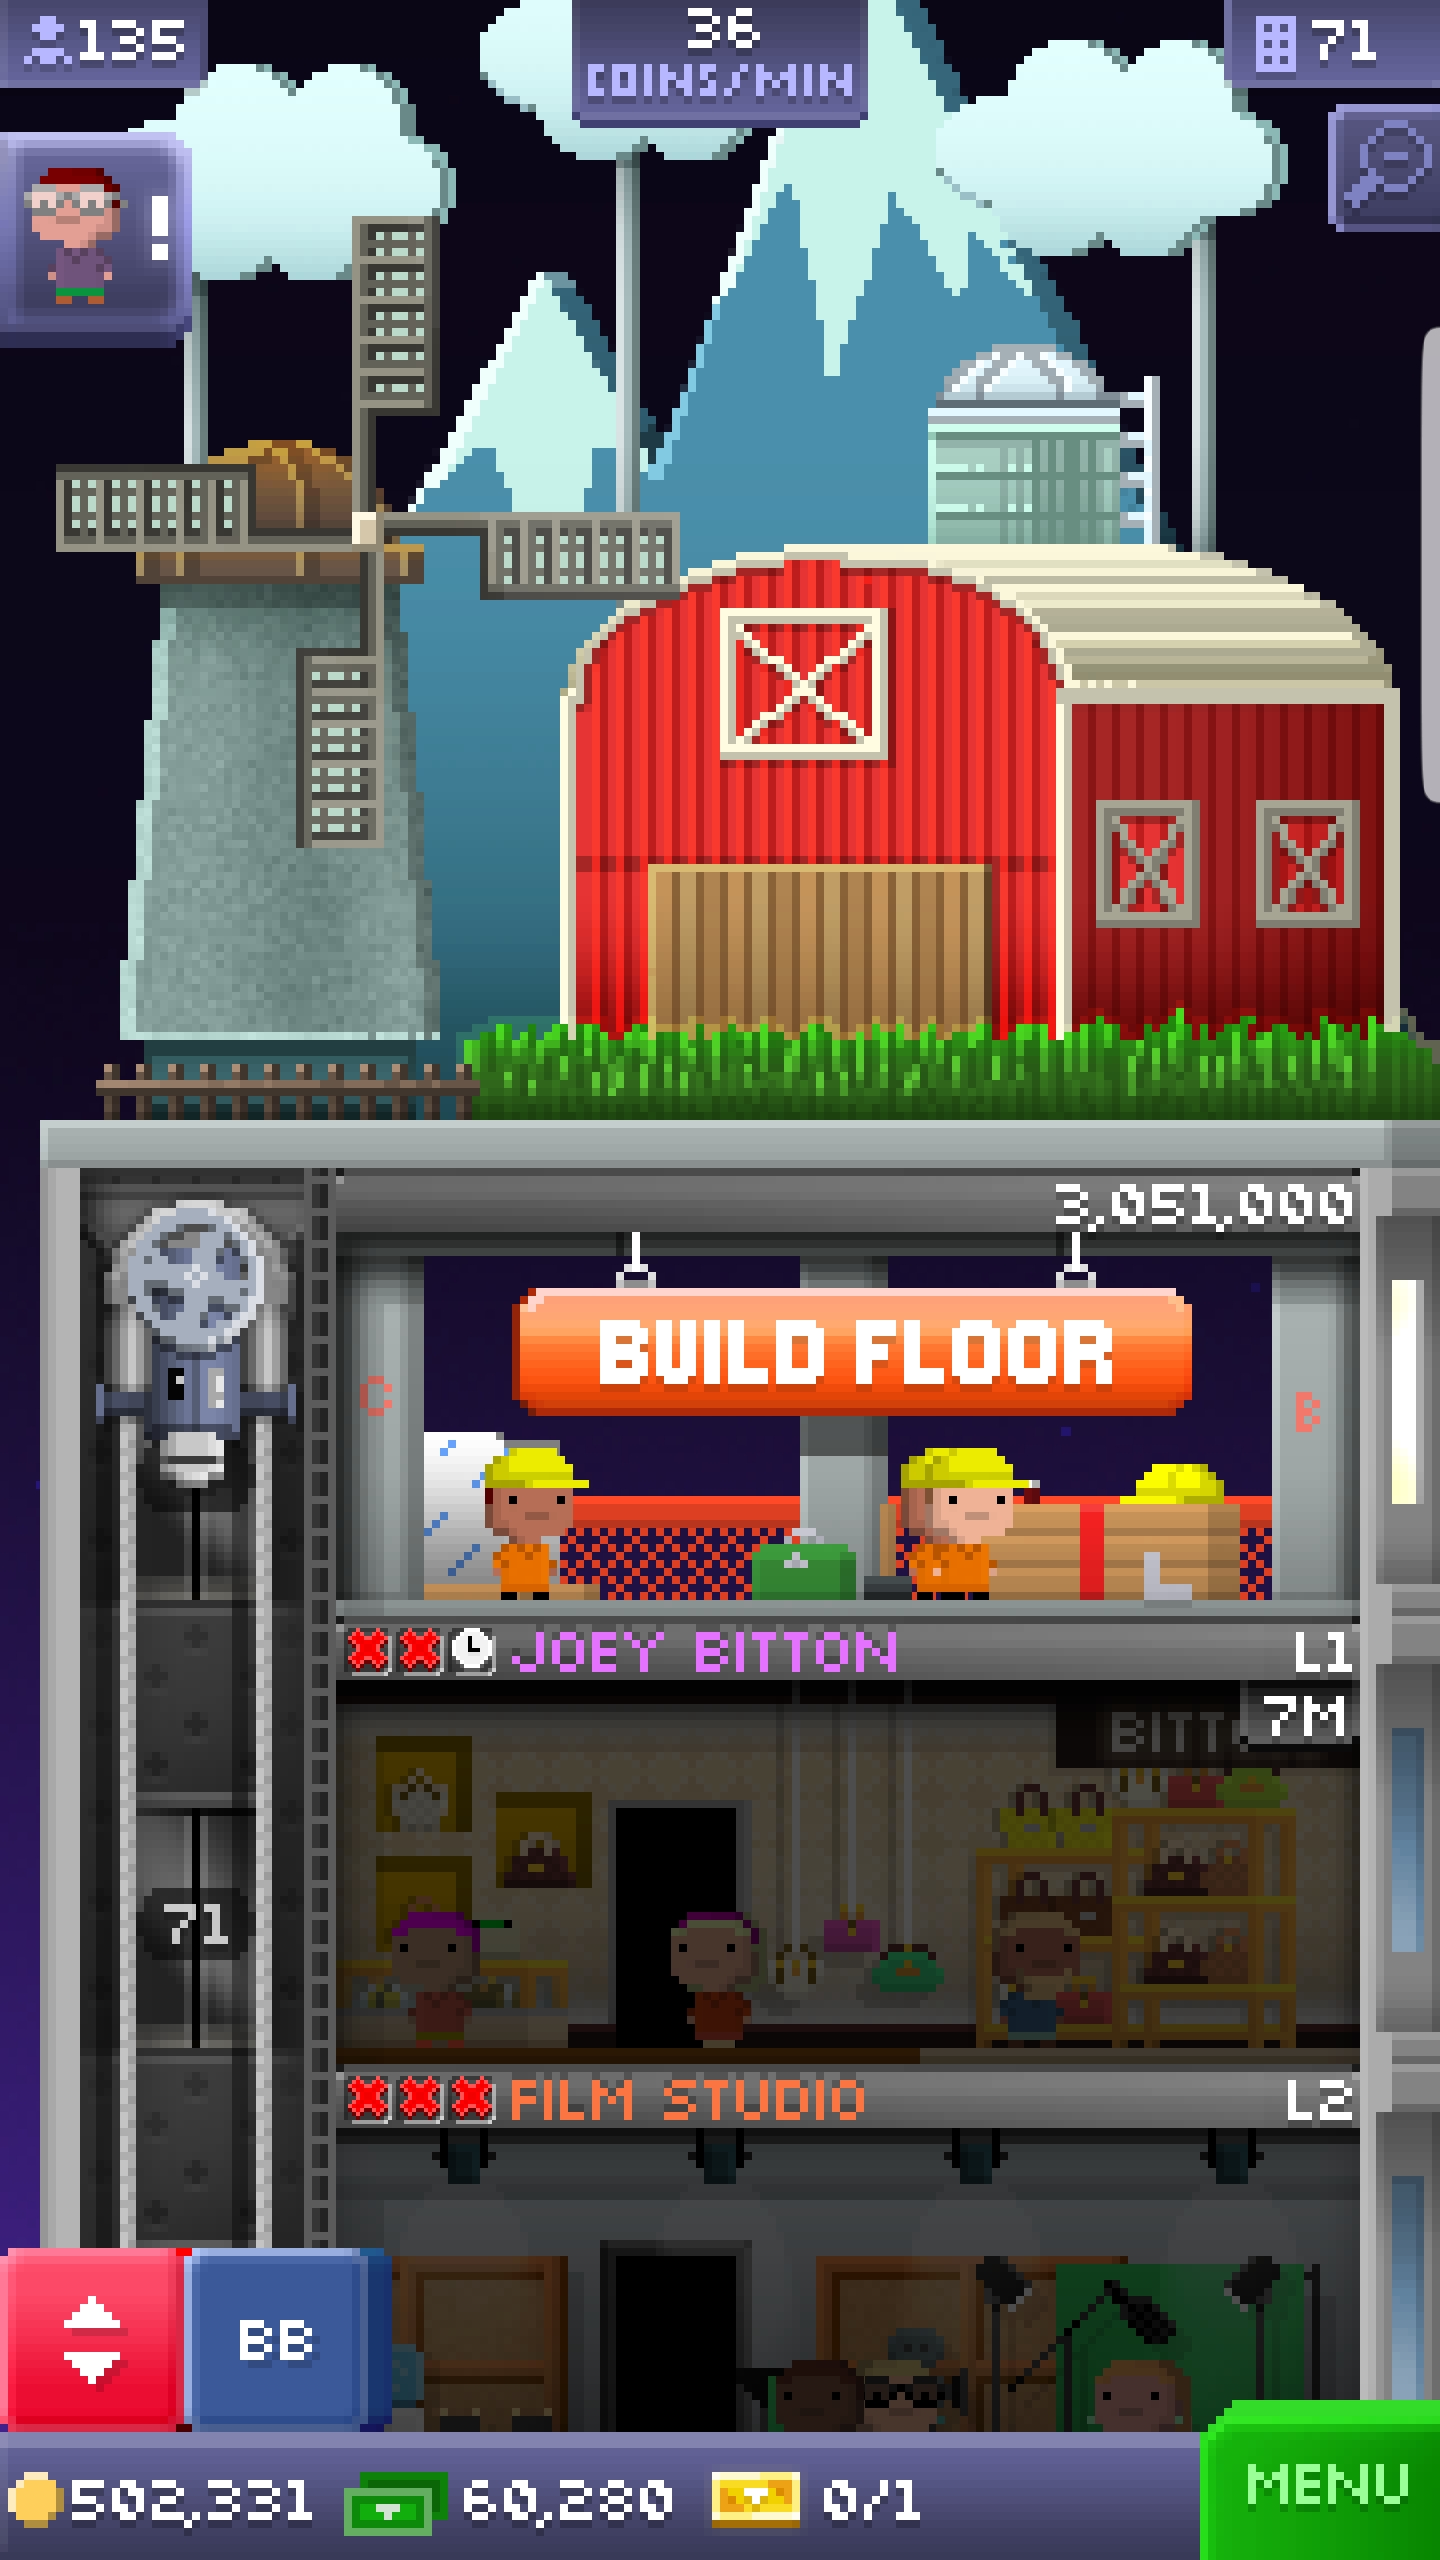 135
36
COINS/MIN
71
!
3,051,000
BUILD FLOOR
C
B
JOEY BITTON
L1
7M
71
FILM STUDIO
L2
BB
502,331
60,280
0/1
MENU